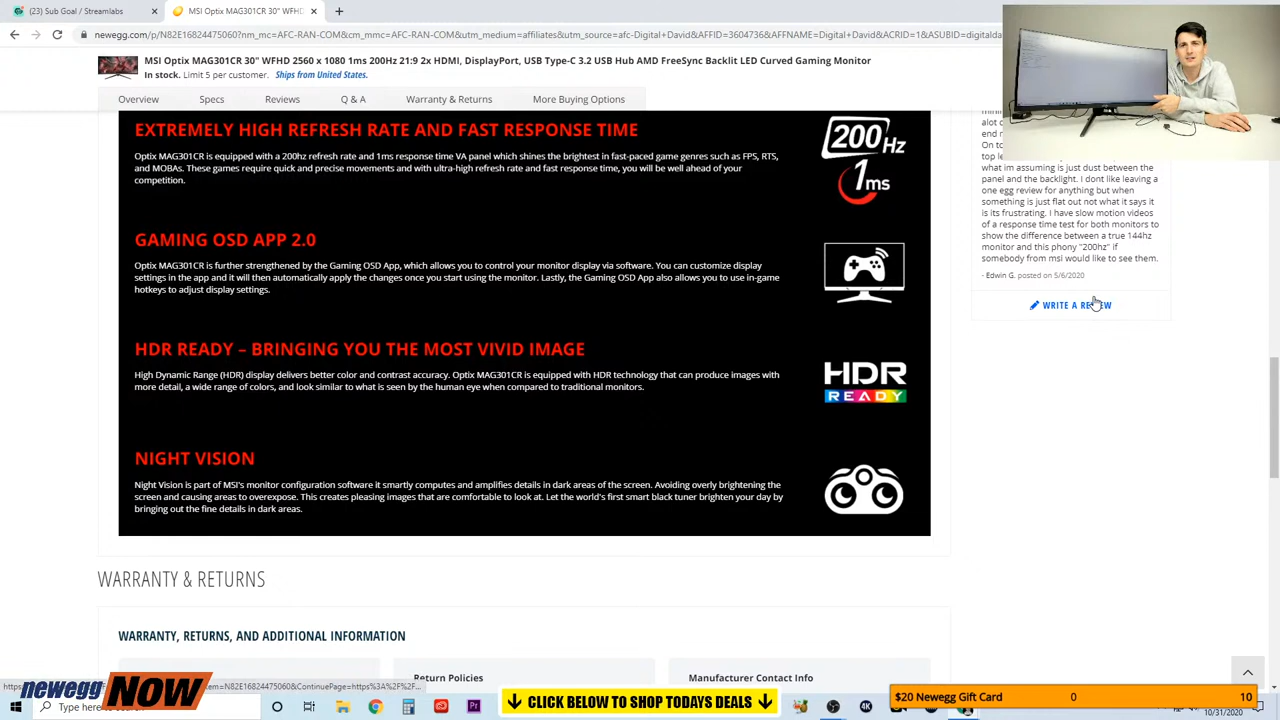 (23) Sub Goal / Streamlabs
MSI Optix MAG301CR 30" WFHD
newegg.com/p/N82E16824475060?nm_mc=AFC-RAN-COM&cm_mmc=AFC-RAN-COM&utm_medium=affiliates&utm_source=afc-Digital+David&AFFID=3604736&AFFNAME=Digital+David&ACRID=1&ASUBID=digitalda
MSI Optix MAG301CR 30" WFHD 2560 x 1080 1ms 200Hz 21:9 2x HDMI, DisplayPort, USB Type-C 3.2 USB Hub AMD FreeSync Backlit LED Curved Gaming Monitor
In stock. Limit 5 per customer. Ships from United States.
Overview Specs Reviews Q & A Warranty & Returns More Buying Options
EXTREMELY HIGH REFRESH RATE AND FAST RESPONSE TIME
Optix MAG301CR is equipped with a 200hz refresh rate and 1ms response time VA panel which shines the brightest in fast-paced game genres such as FPS, RTS,
and MOBAs. These games require quick and precise movements and with ultra-high refresh rate and fast response time, you will be well ahead of your
competition.
200Hz
1ms
GAMING OSD APP 2.0
Optix MAG301CR is further strengthened by the Gaming OSD App, which allows you to control your monitor display via software. You can customize display
settings in the app and it will then automatically apply the changes once you start using the monitor. Lastly, the Gaming OSD App also allows you to use in-game
hotkeys to adjust display settings.
HDR READY – BRINGING YOU THE MOST VIVID IMAGE
High Dynamic Range (HDR) display delivers better color and contrast accuracy. Optix MAG301CR is equipped with HDR technology that can produce images with
more detail, a wide range of colors, and look similar to what is seen by the human eye when compared to traditional monitors.
HDR
READY
NIGHT VISION
Night Vision is part of MSI's monitor configuration software it smartly computes and amplifies details in dark areas of the screen. Avoiding overly brightening the
screen and causing areas to overexpose. This creates pleasing images that are comfortable to look at. Let the world's first smart black tuner brighten your day by
bringing out the fine details in dark areas.
alot
end
On to
top le
what im assuming is just dust between the
panel and the backlight. I dont like leaving a
one egg review for anything but when
something is just flat out not what it says it
is its frustrating. I have slow motion videos
of a response time test for both monitors to
show the difference between a true 144hz
monitor and this phony "200hz" if
somebody from msi would like to see them.
- Edwin G. posted on 5/6/2020
WRITE A REVIEW
WARRANTY & RETURNS
WARRANTY, RETURNS, AND ADDITIONAL INFORMATION
Return Policies
Manufacturer Contact Info
https
tem=N82E16824475060&ContinuePage=https%3A%2F%2F...
newegg NOW
Type here to search
CLICK BELOW TO SHOP TODAYS DEALS
$20 Newegg Gift Card 0 10
10/31/2020